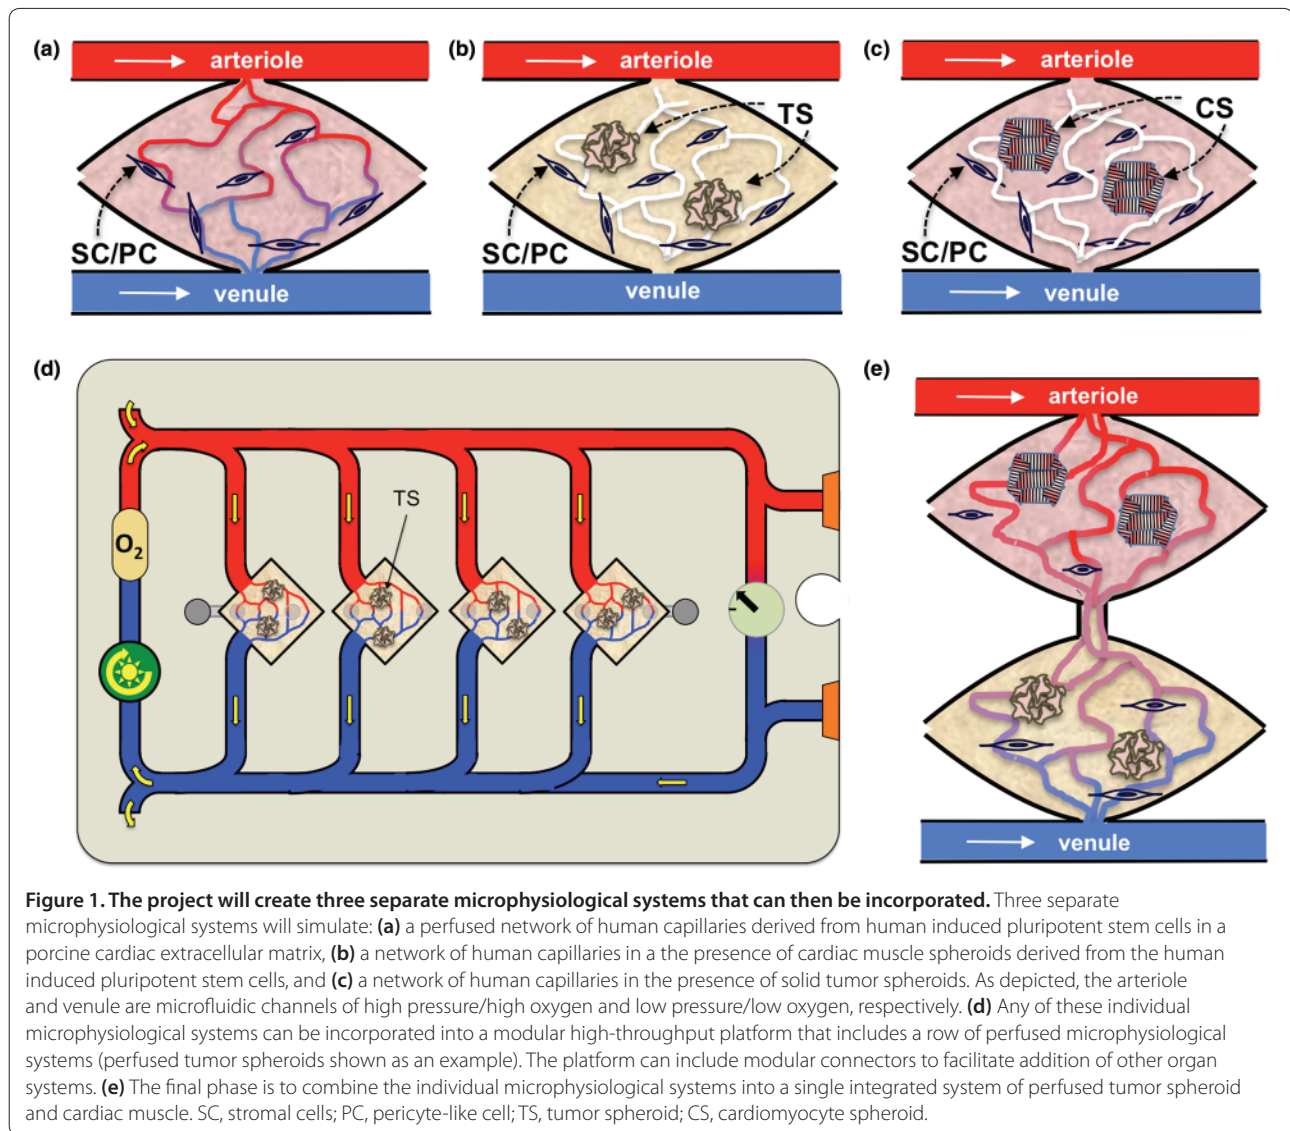 (a)
arteriole
SC/PC
venule
(b)
arteriole
TS
SC/PC
venule
(c)
arteriole
CS
SC/PC
venule
(d)
TS
O2
(e)
arteriole
venule
Figure 1. The project will create three separate microphysiological systems that can then be incorporated. Three separate
microphysiological systems will simulate: (a) a perfused network of human capillaries derived from human induced pluripotent stem cells in a
porcine cardiac extracellular matrix, (b) a network of human capillaries in a the presence of cardiac muscle spheroids derived from the human
induced pluripotent stem cells, and (c) a network of human capillaries in the presence of solid tumor spheroids. As depicted, the arteriole
and venule are microfluidic channels of high pressure/high oxygen and low pressure/low oxygen, respectively. (d) Any of these individual
microphysiological systems can be incorporated into a modular high-throughput platform that includes a row of perfused microphysiological
systems (perfused tumor spheroids shown as an example). The platform can include modular connectors to facilitate addition of other organ
systems. (e) The final phase is to combine the individual microphysiological systems into a single integrated system of perfused tumor spheroid
and cardiac muscle. SC, stromal cells; PC, pericyte-like cell; TS, tumor spheroid; CS, cardiomyocyte spheroid.